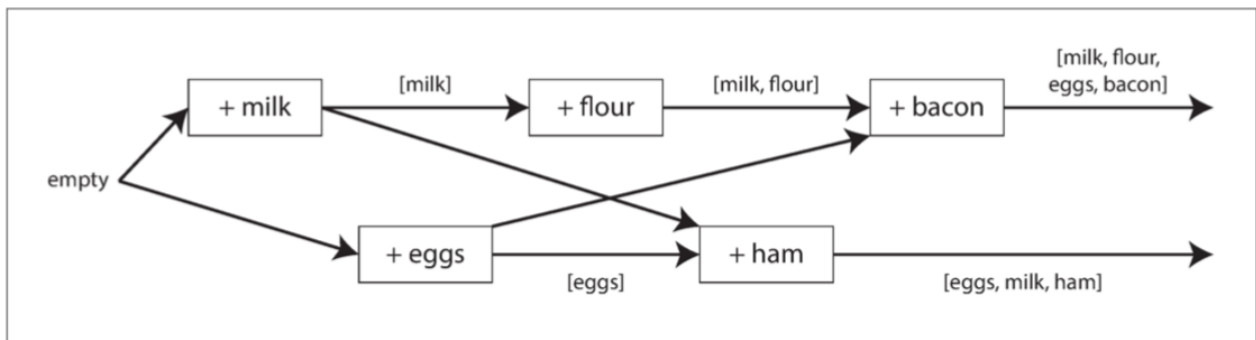 [milk, flour,
eggs, bacon]
[milk]
[milk, flour]
+ milk
+ flour
+ bacon
empty
+ eggs
+ ham
[eggs]
[eggs, milk, ham]